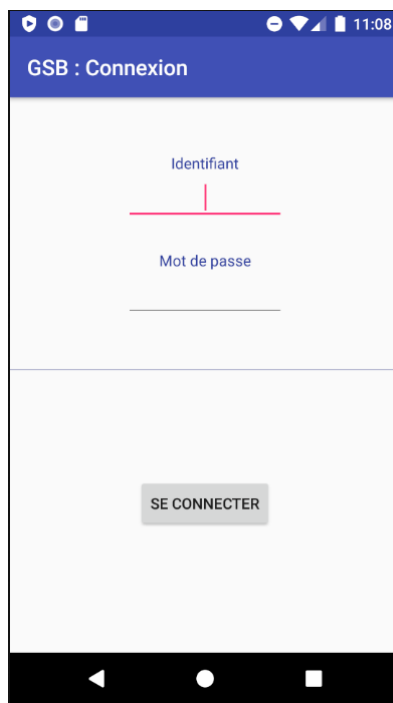 11:08
GSB : Connexion
Identifiant
Mot de passe
SE CONNECTER